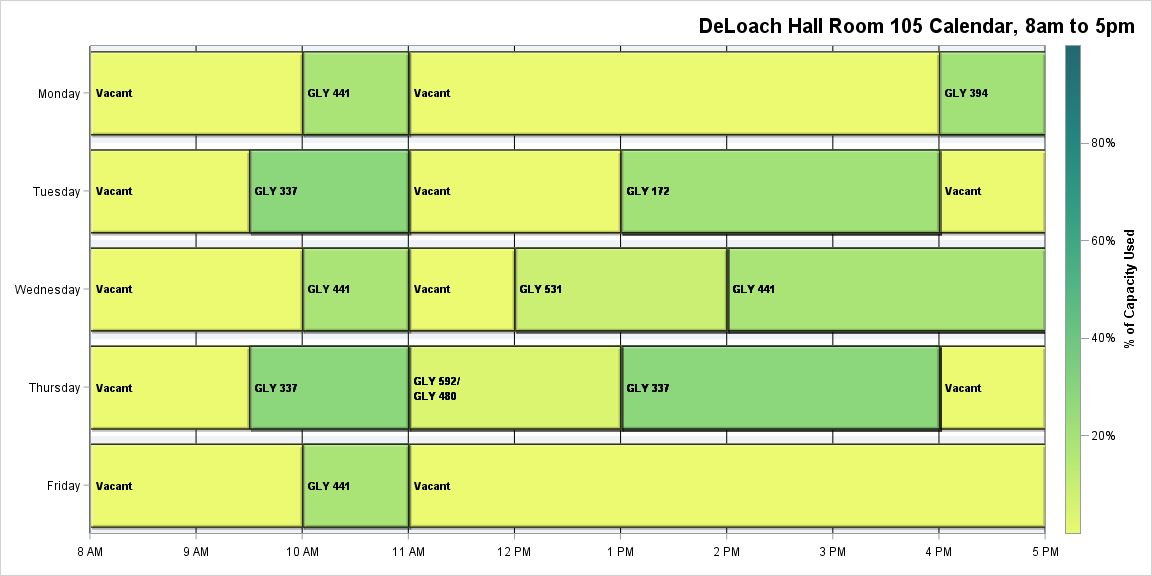 DeLoach Hall Room 105 Calendar, 8am to 5pm
Monday
Vacant
GLY 441
Vacant
GLY 394
Tuesday
Vacant
GLY 337
Vacant
GLY 172
Vacant
Wednesday
Vacant
GLY 441
Vacant
GLY 531
GLY 441
Thursday
Vacant
GLY 337
GLY 592/
GLY 480
GLY 337
Vacant
Friday
Vacant
GLY 441
Vacant
8 AM
9 AM
10 AM
11 AM
12 PM
1 PM
2 PM
3 PM
4 PM
5 PM
80%
60%
40%
20%
% of Capacity Used